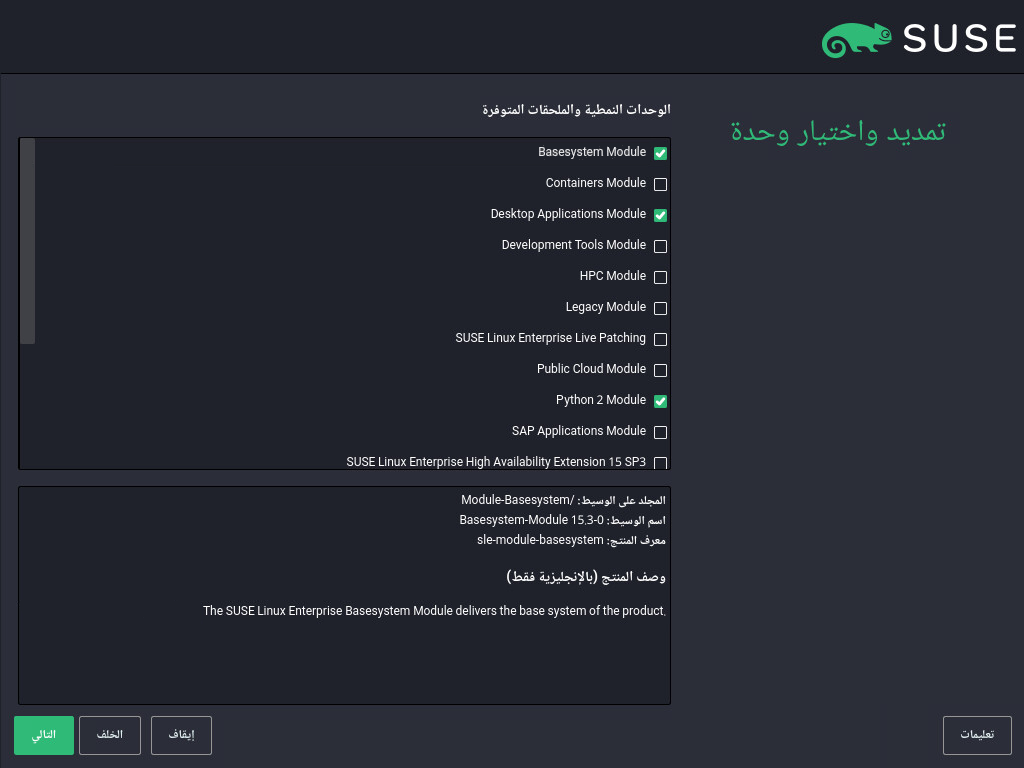 SUSE
تمديد واختيار وحدة
الوحدات النمطية والملحقات المتوفرة
Basesystem Module
Containers Module
Desktop Applications Module
Development Tools Module
HPC Module
Legacy Module
SUSE Linux Enterprise Live Patching
Public Cloud Module
Python 2 Module
SAP Applications Module
SUSE Linux Enterprise High Availability Extension 15 SP3
المجلد على الوسيط: /Module-Basesystem
اسم الوسيط: Basesystem-Module 15.3-0
معرف المنتج: sle-module-basesystem
وصف المنتج (بالإنجليزية فقط)
The SUSE Linux Enterprise Basesystem Module delivers the base system of the product.
تعليمات
إيقاف
الخلف
التالي